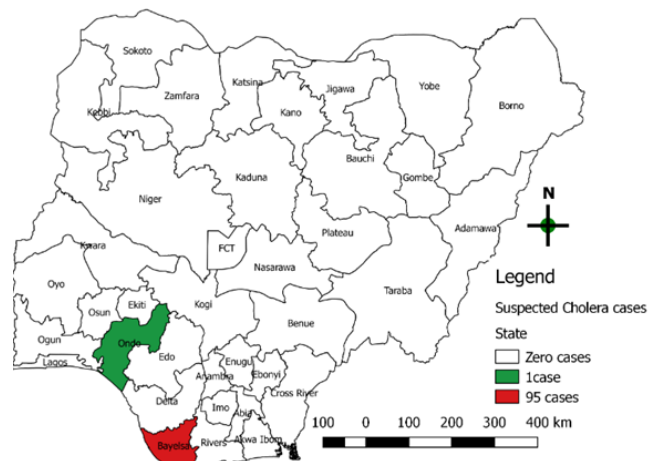 Sokoto
Katsina
Jigawa
Yobe
Borno
Zamfara
Kebbi
Kano
Bauchi
Gombe
Kaduna
Niger
N
Adamawa
Plateau
Kwara
FCT
Nasarawa
Taraba
Oyo
Legend
Ekiti
Kogi
Osun
Suspected Cholera cases
Benue
State
Ogun
Ondo
Edo
Zero cases
Lagos
Enugu
Anambra
Ebonyi
1case
Cross River
95 cases
Delta
Imo
Abia
Bayelsa
Rivers
Akwa Ibom
100 0 100 200 300 400 km